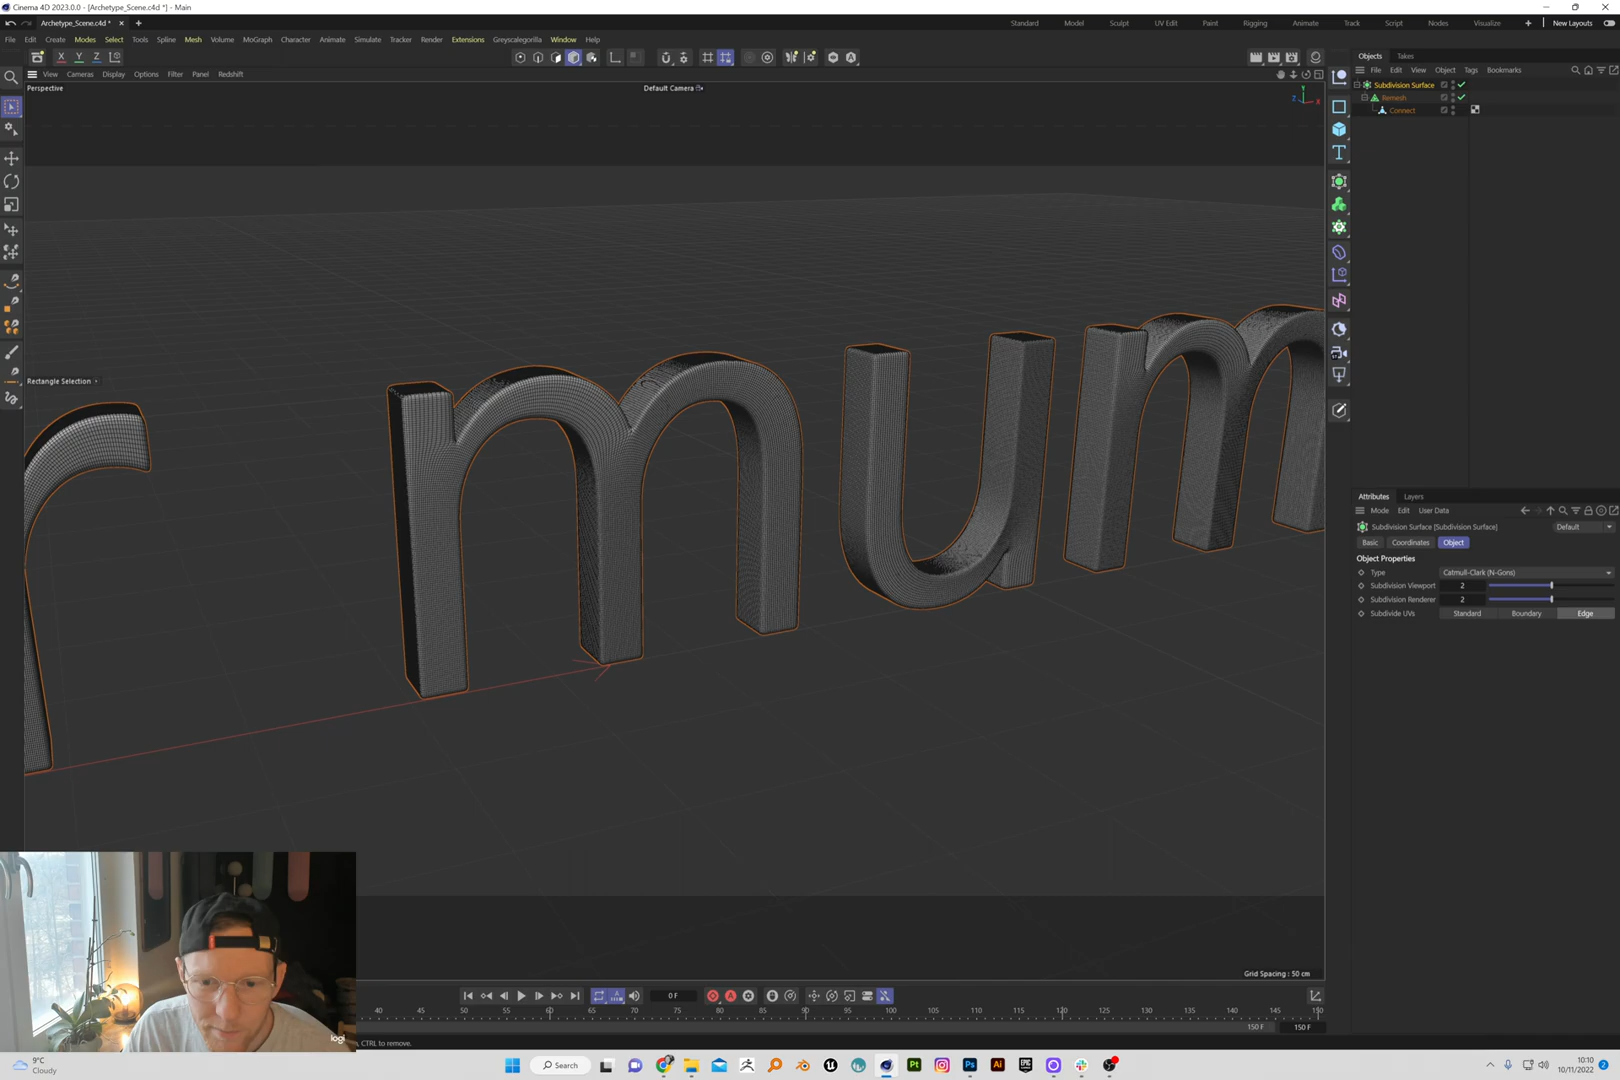 Cinema 4D 2023.0.0 - [Archetype_Scene.c4d *] - Main
Archetype_Scene.c4d *
Standard Model Sculpt UV Edit Paint Rigging Animate Track Script Nodes Visualize New Layouts
File Edit Create Modes Select Tools Spline Mesh Volume MoGraph Character Animate Simulate Tracker Render Extensions Greyscalegorilla Window Help
X Y Z
View Cameras Display Options Filter Panel Redshift
Perspective
Default Camera
Y
Z
X
Objects Takes
File Edit View Object Tags Bookmarks
Subdivision Surface
Remesh
Connect
Rectangle Selection
m u m
r
Attributes Layers
Mode Edit User Data
Subdivision Surface [Subdivision Surface]
Default
Basic Coordinates Object
Object Properties
Type Catmull-Clark (N-Gons)
Subdivision Viewport 2
Subdivision Renderer 2
Subdivide UVs Standard Boundary Edge
Grid Spacing : 50 cm
0 F
40 45 50 55 60 65 70 75 80 85 90 95 100 105 110 115 120 125 130 135 140 145 150
150 F 150 F
, CTRL to remove.
logi
9°C
Cloudy
Search
Pt
Ps
Ai
EPIC
10:10
10/11/2022
2